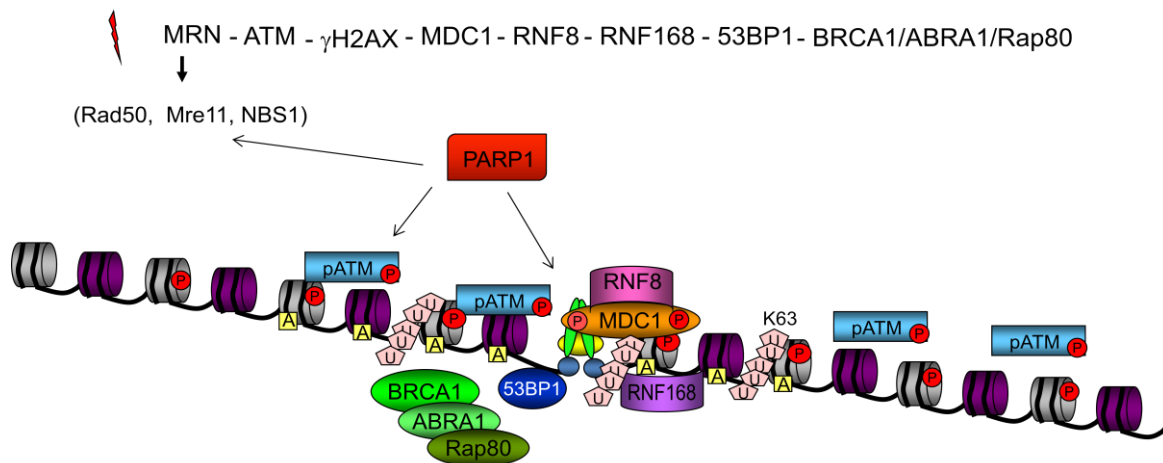 MRN - ATM - γH2AX - MDC1 - RNF8 - RNF168 - 53BP1 - BRCA1/ABRA1/Rap80
(Rad50, Mre11, NBS1)
PARP1
pATM P
P
P
pATM P
P
A
A
A
A
U
U
U
U
U
RNF8
P MDC1 P
P
A
A
A
U
U
U
U
U
RNF168
53BP1
BRCA1
ABRA1
Rap80
K63
U
U
U
U
U
P
pATM P
pATM P
P
P